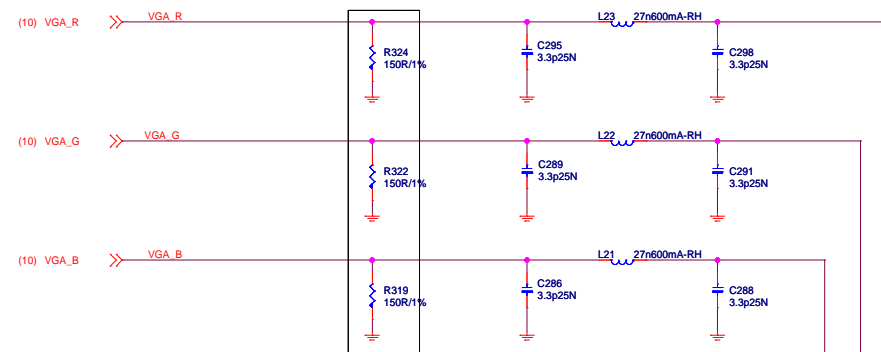 (10) VGA_R VGA_R L23 27n600mA-RH
R324 C295 C298
150R/1% 3.3p25N 3.3p25N
(10) VGA_G VGA_G L22 27n600mA-RH
R322 C289 C291
150R/1% 3.3p25N 3.3p25N
(10) VGA_B VGA_B L21 27n600mA-RH
R319 C286 C288
150R/1% 3.3p25N 3.3p25N